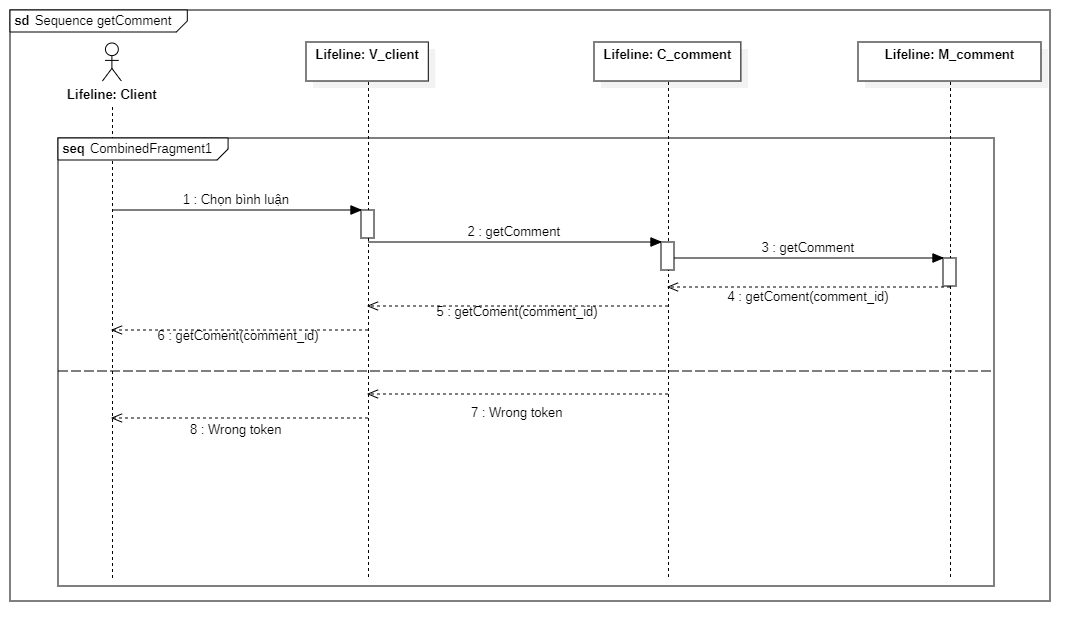 sd Sequence getComment
Lifeline: Client
Lifeline: V_client
Lifeline: C_comment
Lifeline: M_comment
seq CombinedFragment1
1 : Chọn bình luận
2 : getComment
3 : getComment
4 : getComent(comment_id)
5 : getComent(comment_id)
6 : getComent(comment_id)
7 : Wrong token
8 : Wrong token